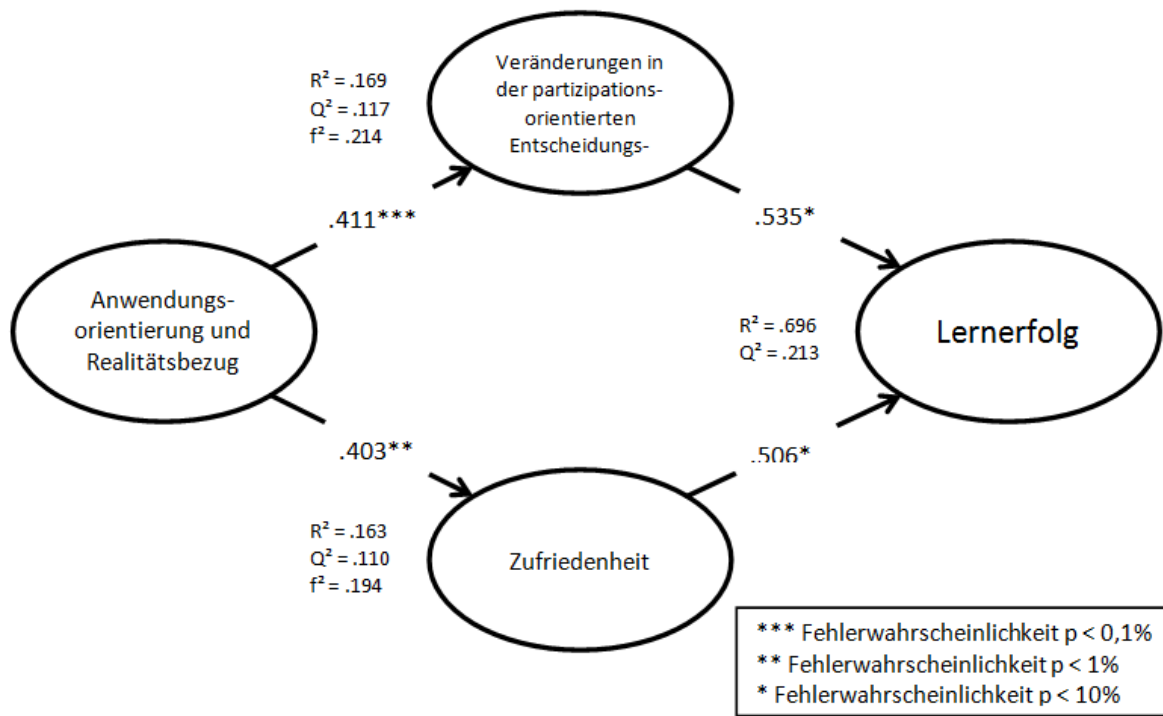 Veränderungen in
der partizipations-
orientierten
Entscheidungs-
R² = .169
Q² = .117
f² = .214
.411***
.535*
Anwendungs-
orientierung und
Realitätsbezug
R² = .696
Q² = .213
Lernerfolg
.403**
.506*
R² = .163
Q² = .110
f² = .194
Zufriedenheit
*** Fehlerwahrscheinlichkeit p < 0,1%
** Fehlerwahrscheinlichkeit p < 1%
* Fehlerwahrscheinlichkeit p < 10%